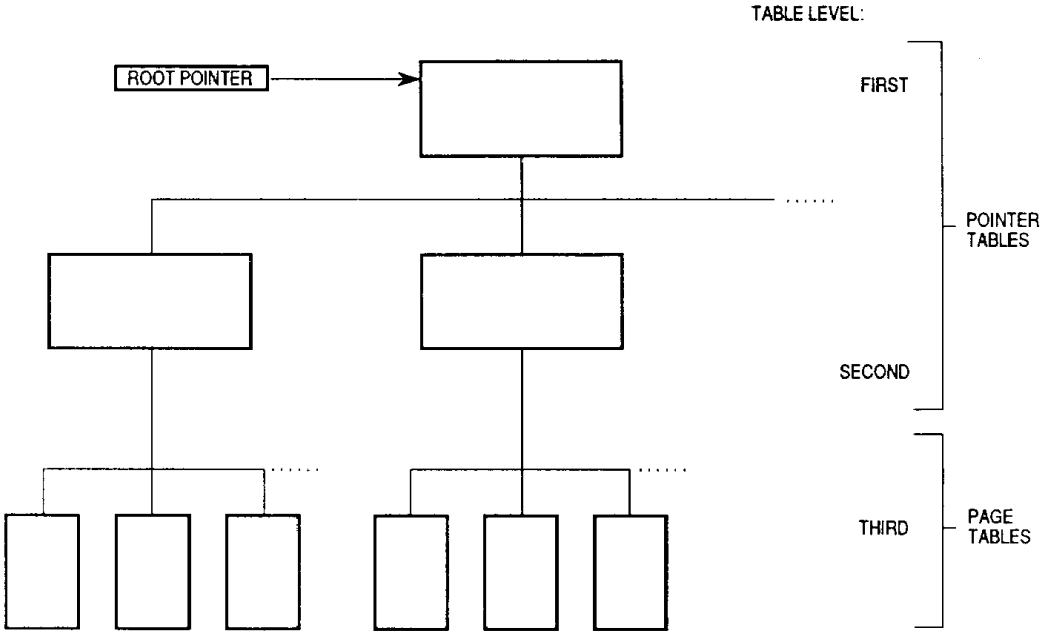 TABLE LEVEL:
ROOT POINTER
FIRST
POINTER
TABLES
SECOND
THIRD
PAGE
TABLES